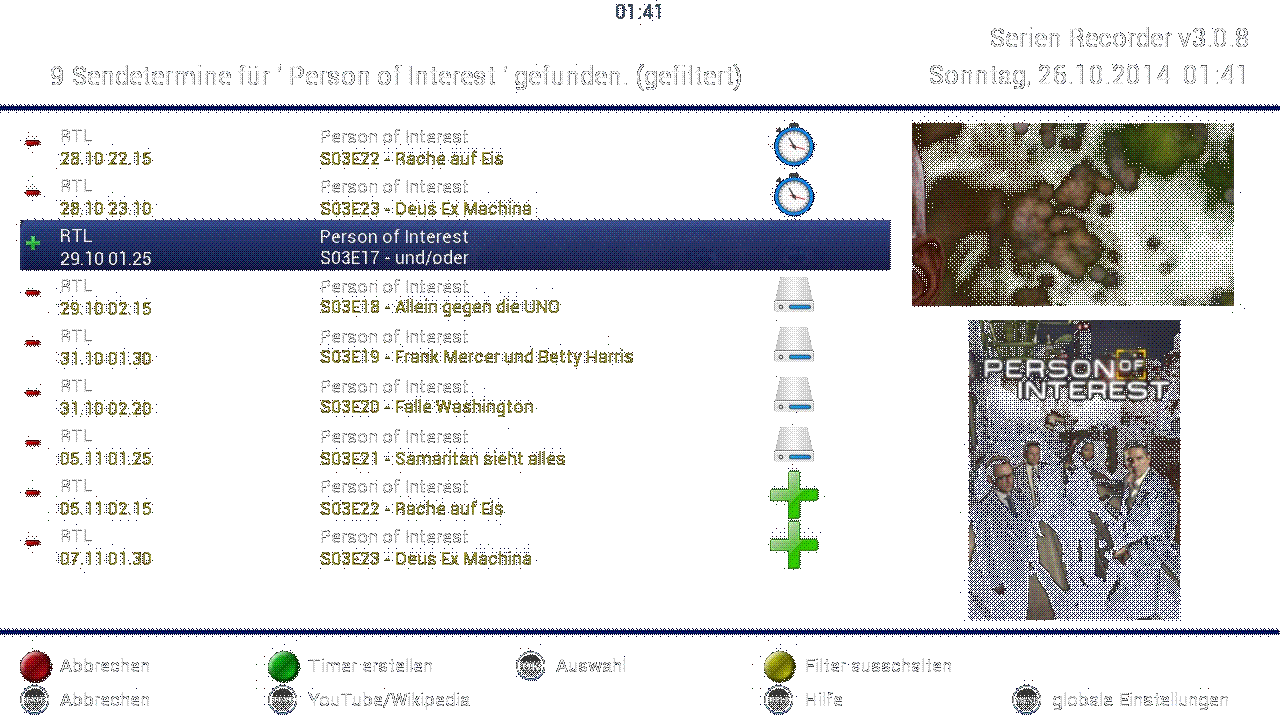 01:41
Serien Recorder v3.0.8
9 Sendetermine für ' Person of Interest ' gefunden. (gefiltert)
Sonntag, 26.10.2014 01:41
RTL Person of Interest
28.10 22.15 S03E22 - Rache auf Eis
RTL Person of Interest
28.10 23.10 S03E23 - Deus Ex Machina
RTL Person of Interest
29.10 01.25 S03E17 - und/oder
RTL Person of Interest
29.10 02.15 S03E18 - Allein gegen die UNO
RTL Person of Interest
31.10 01.30 S03E19 - Frank Mercer und Betty Harris
RTL Person of Interest
31.10 02.20 S03E20 - Falle Washington
RTL Person of Interest
05.11 01.25 S03E21 - Samaritan sieht alles
RTL Person of Interest
05.11 02.15 S03E22 - Rache auf Eis
RTL Person of Interest
07.11 01.30 S03E23 - Deus Ex Machina
PERSON OF
INTEREST
Abbrechen Timer erstellen Auswahl Filter ausschalten
Abbrechen YouTube/Wikipedia Hilfe globale Einstellungen